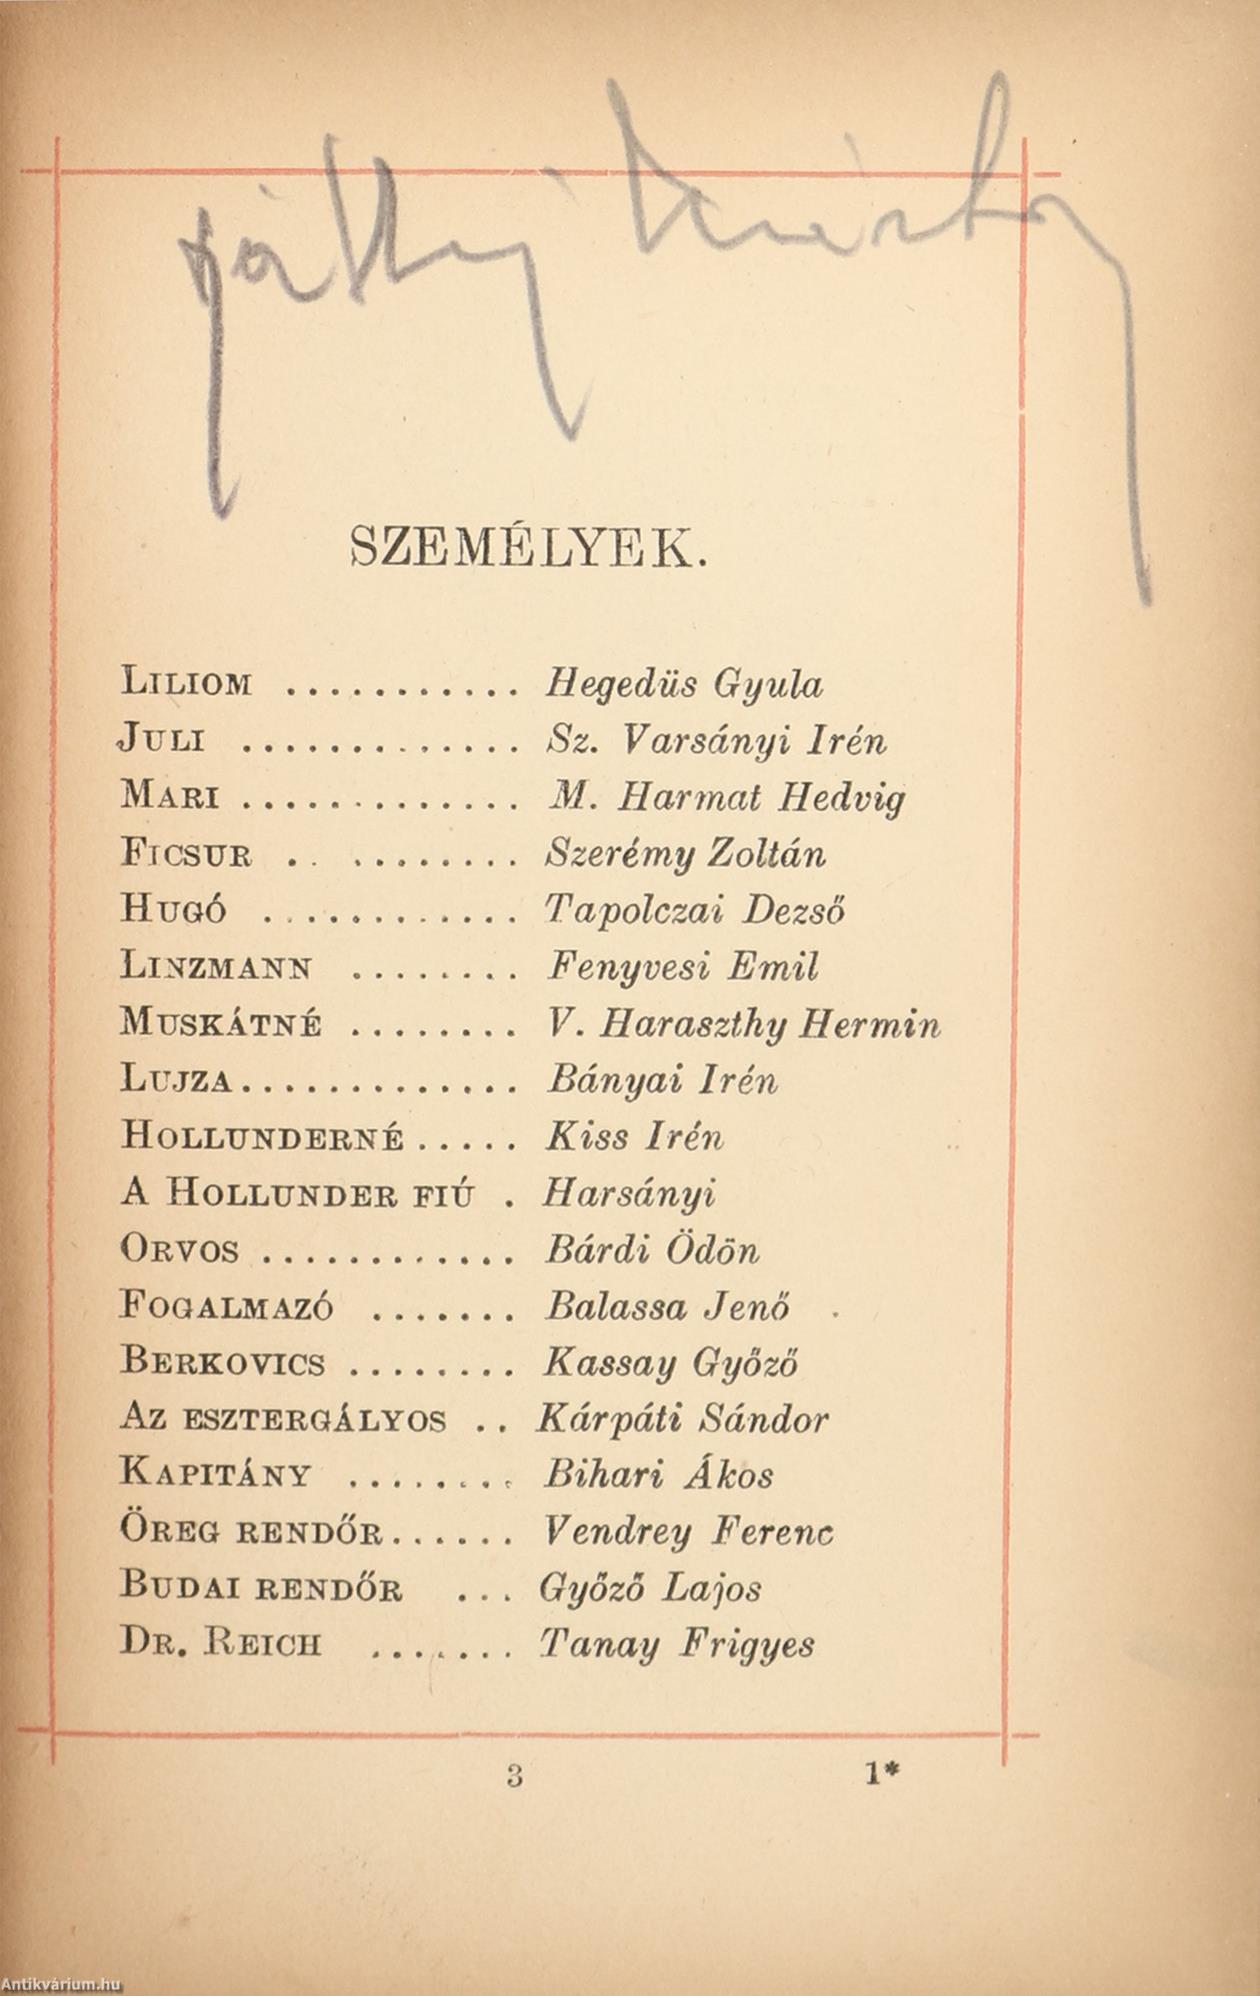 SZEMÉLYEK.
LILIOM ........... Hegedüs Gyula
JULI ............. Sz. Varsányi Irén
MARI ............. M. Harmat Hedvig
FICSUR .. ........ Szerémy Zoltán
HUGÓ ............ Tapolczai Dezső
LINZMANN ........ Fenyvesi Emil
MUSKÁTNÉ ........ V. Haraszthy Hermin
LUJZA ............. Bányai Irén
HOLLUNDERNÉ ..... Kiss Irén
A HOLLUNDER FIÚ . Harsányi
ORVOS ............ Bárdi Ödön
FOGALMAZÓ ....... Balassa Jenő
BERKOVICS ........ Kassay Győző
AZ ESZTERGÁLYOS .. Kárpáti Sándor
KAPITÁNY ........ Bihari Ákos
ÖREG RENDŐR ...... Vendrey Ferenc
BUDAI RENDŐR ... Győző Lajos
DR. REICH ....... Tanay Frigyes
3 1*
Antikvárium.hu